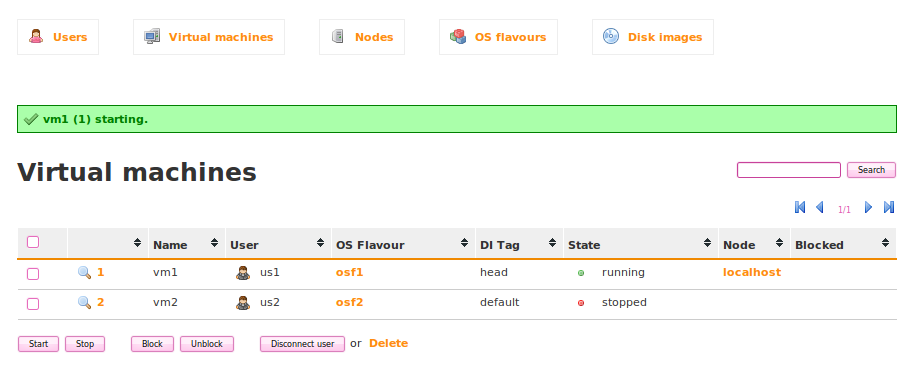 Users Virtual machines Nodes OS flavours Disk images
vm1 (1) starting.
Virtual machines Search
1/1
Name User OS Flavour DI Tag State Node Blocked
1 vm1 us1 osf1 head running localhost
2 vm2 us2 osf2 default stopped
Start Stop Block Unblock Disconnect user or Delete